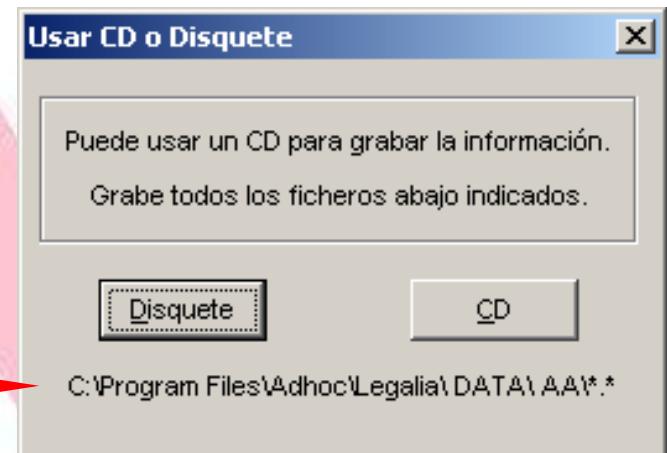 Usar CD o Disquete
Puede usar un CD para grabar la información.
Grabe todos los ficheros abajo indicados.
Disquete
CD
C:\Program Files\Adhoc\Legalia\ DATA\ AA\*.*